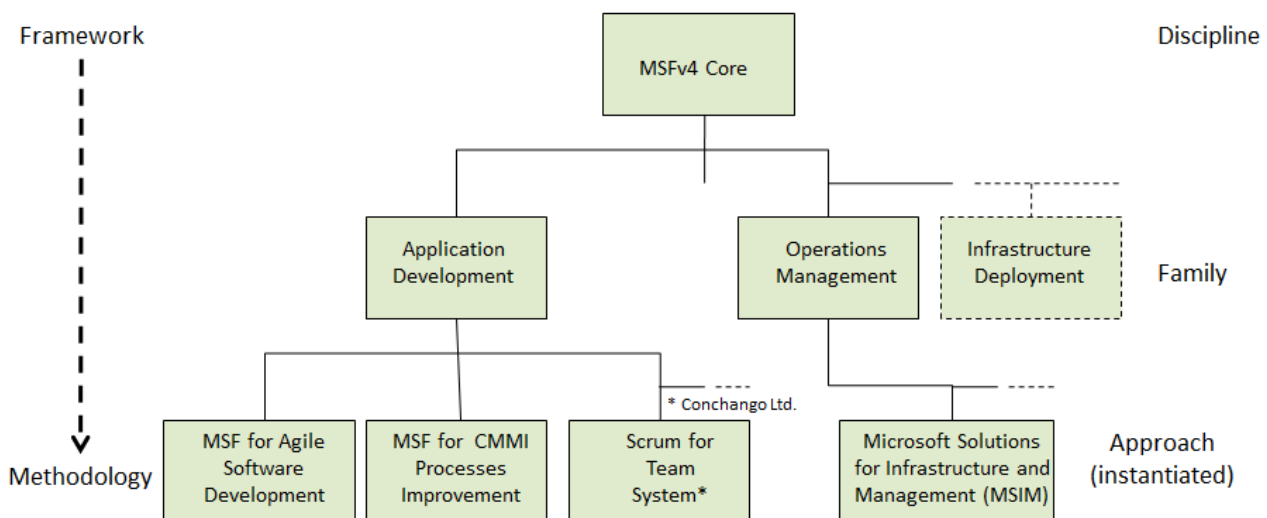 Framework
MSFv4 Core
Discipline
Application
Development
Operations
Management
Infrastructure
Deployment
Family
* Conchango Ltd.
MSF for Agile
Software
Development
MSF for CMMI
Processes
Improvement
Scrum for
Team
System*
Microsoft Solutions
for Infrastructure and
Management (MSIM)
Methodology
Approach
(instantiated)